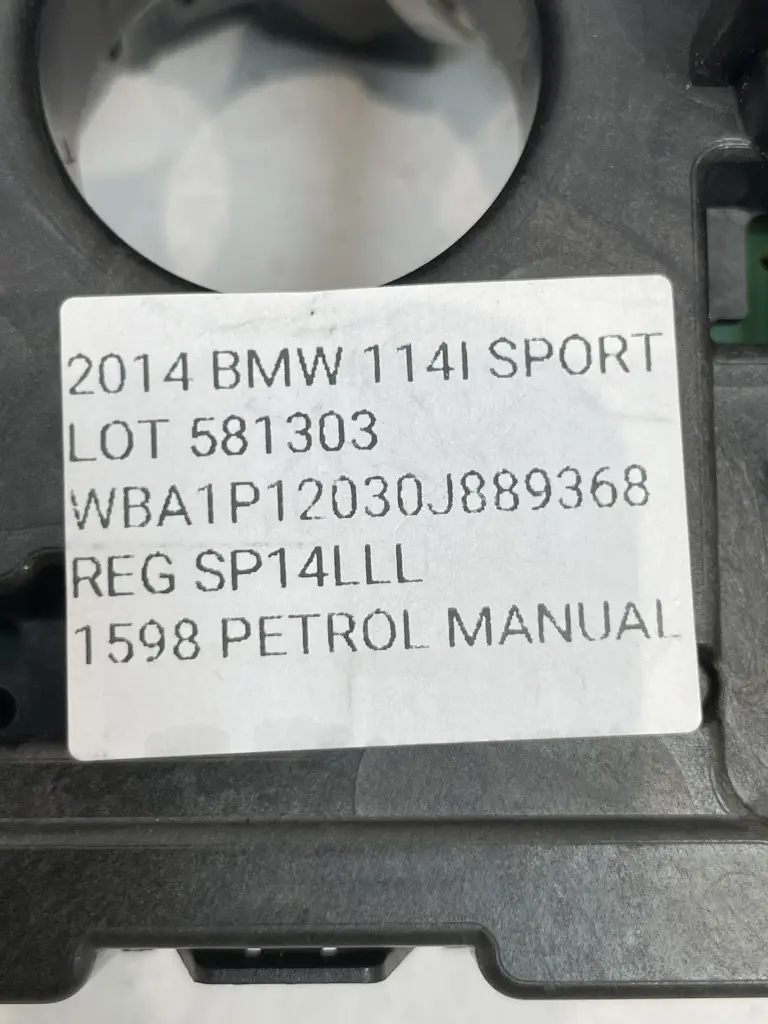 2014 BMW 114I SPORT
LOT 581303
WBA1P12030J889368
REG SP14LLL
1598 PETROL MANUAL